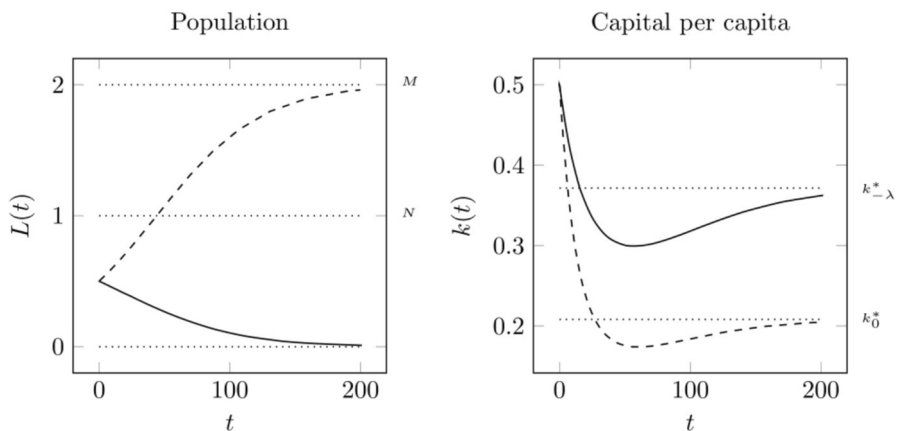 Population
2
1
0
M
N
L(t)
0
100
200
t
Capital per capita
0.5
0.4
0.3
0.2
k*−λ
k*0
k(t)
0
100
200
t